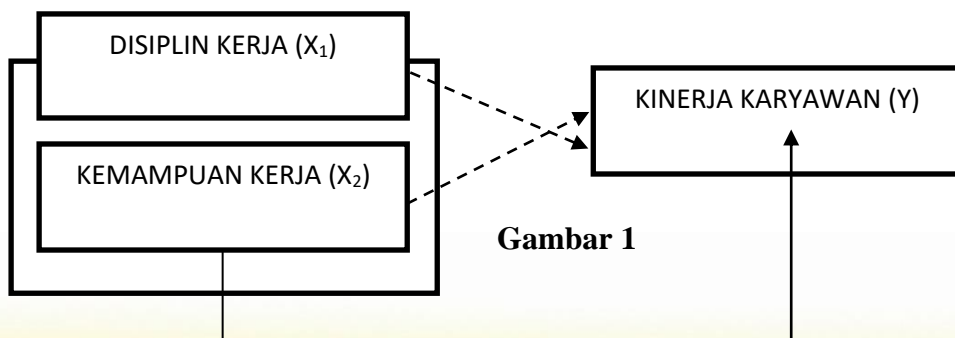 DISIPLIN KERJA (X₁)
KINERJA KARYAWAN (Y)
KEMAMPUAN KERJA (X₂)
Gambar 1